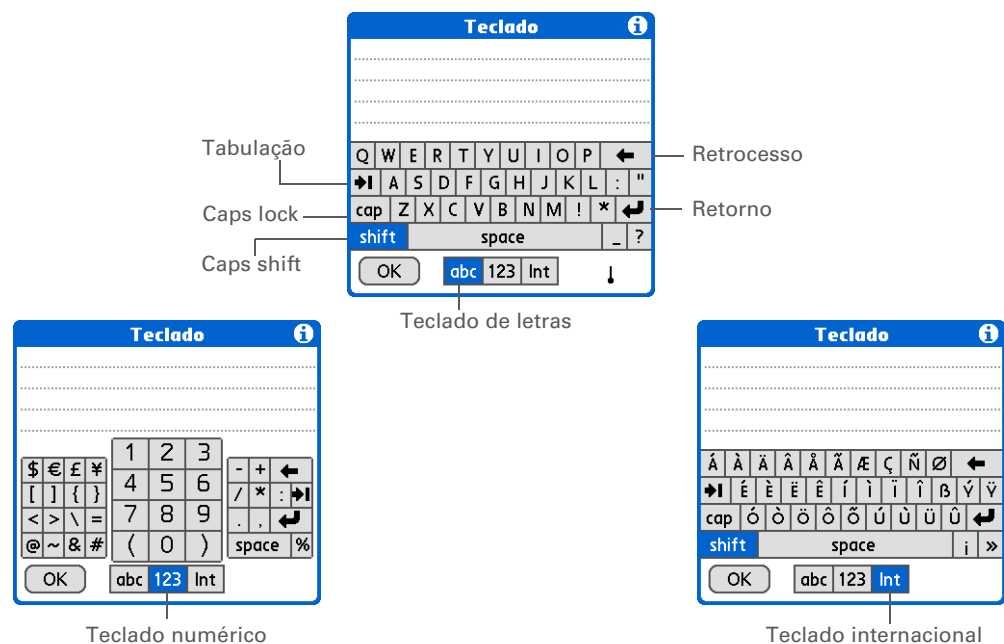 Teclado
Tabulação
Q W E R T Y U I O P
Retrocesso
A S D F G H J K L : "
Caps lock
cap Z X C V B N M ! *
Retorno
shift space _ ?
Caps shift
OK abc 123 Int
Teclado de letras
Teclado
1 2 3
$ € £ ¥
- +
4 5 6
[ ] { }
/ * :
7 8 9
< > \ =
. ,
@ ~ & #
( 0 )
space %
OK abc 123 Int
Teclado numérico
Teclado
Á À Ä Â Å Ã Æ Ç Ñ Ø
É È Ë Ê Í Ì Ï Î ß Ý Ÿ
cap Ó Ò Ö Ô Õ Ú Ù Ü Û
shift space ¡ »
OK abc 123 Int
Teclado internacional